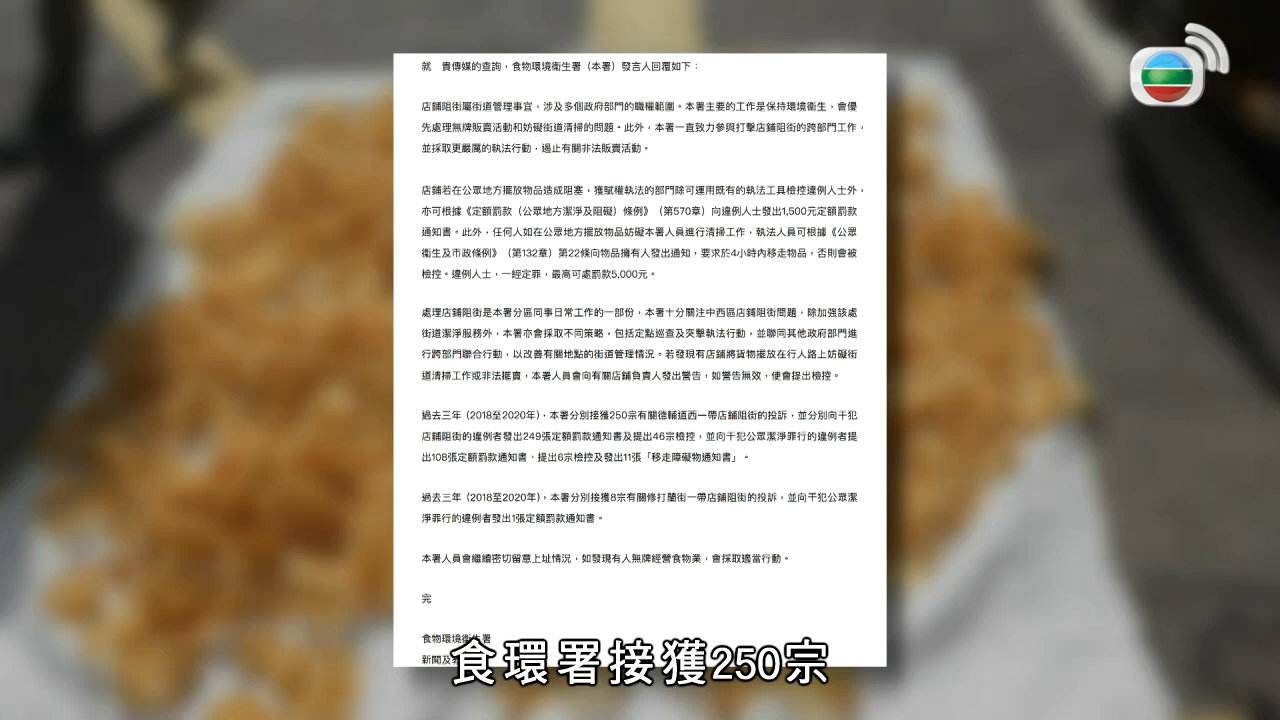 就　貴傳媒的查詢，食物環境衞生署（本署）發言人回覆如下：
店鋪阻街屬街道管理事宜，涉及多個政府部門的職權範圍。本署主要的工作是保持環境衞生，會優
先處理無牌販賣活動和妨礙街道清掃的問題。此外，本署一直致力參與打擊店鋪阻街的跨部門工作，
並採取更嚴厲的執法行動，遏止有關非法販賣活動。
店鋪若在公眾地方擺放物品造成阻塞，獲賦權執法的部門除可運用既有的執法工具檢控違例人士外，
亦可根據《定額罰款（公眾地方潔淨及阻礙）條例》（第570章）向違例人士發出1,500元定額罰款
通知書。此外，任何人如在公眾地方擺放物品妨礙本署人員進行清掃工作，執法人員可根據《公眾
衞生及市政條例》（第132章）第22條向物品擁有人發出通知，要求於4小時內移走物品，否則會被
檢控。違例人士，一經定罪，最高可處罰款5,000元。
處理店鋪阻街是本署分區同事日常工作的一部份，本署十分關注中西區店鋪阻街問題，除加強該處
街道潔淨服務外，本署亦會採取不同策略，包括定點巡查及突擊執法行動，並聯同其他政府部門進
行跨部門聯合行動，以改善有關地點的街道管理情況。若發現有店鋪將貨物擺放在行人路上妨礙街
道清掃工作或非法擺賣，本署人員會向有關店鋪負責人發出警告，如警告無效，便會提出檢控。
過去三年 (2018至2020年)，本署分別接獲250宗有關德輔道西一帶店鋪阻街的投訴，並分別向干犯
店鋪阻街的違例者發出249張定額罰款通知書及提出46宗檢控，並向干犯公眾潔淨罪行的違例者提
出108張定額罰款通知書、提出6宗檢控及發出11張「移走障礙物通知書」。
過去三年 (2018至2020年)，本署分別接獲8宗有關修打蘭街一帶店鋪阻街的投訴，並向干犯公眾潔
淨罪行的違例者發出1張定額罰款通知書。
本署人員會繼續密切留意上址情況，如發現有人無牌經營食物業，會採取適當行動。
完
食物環境衞生署
新聞及
食環署接獲250宗